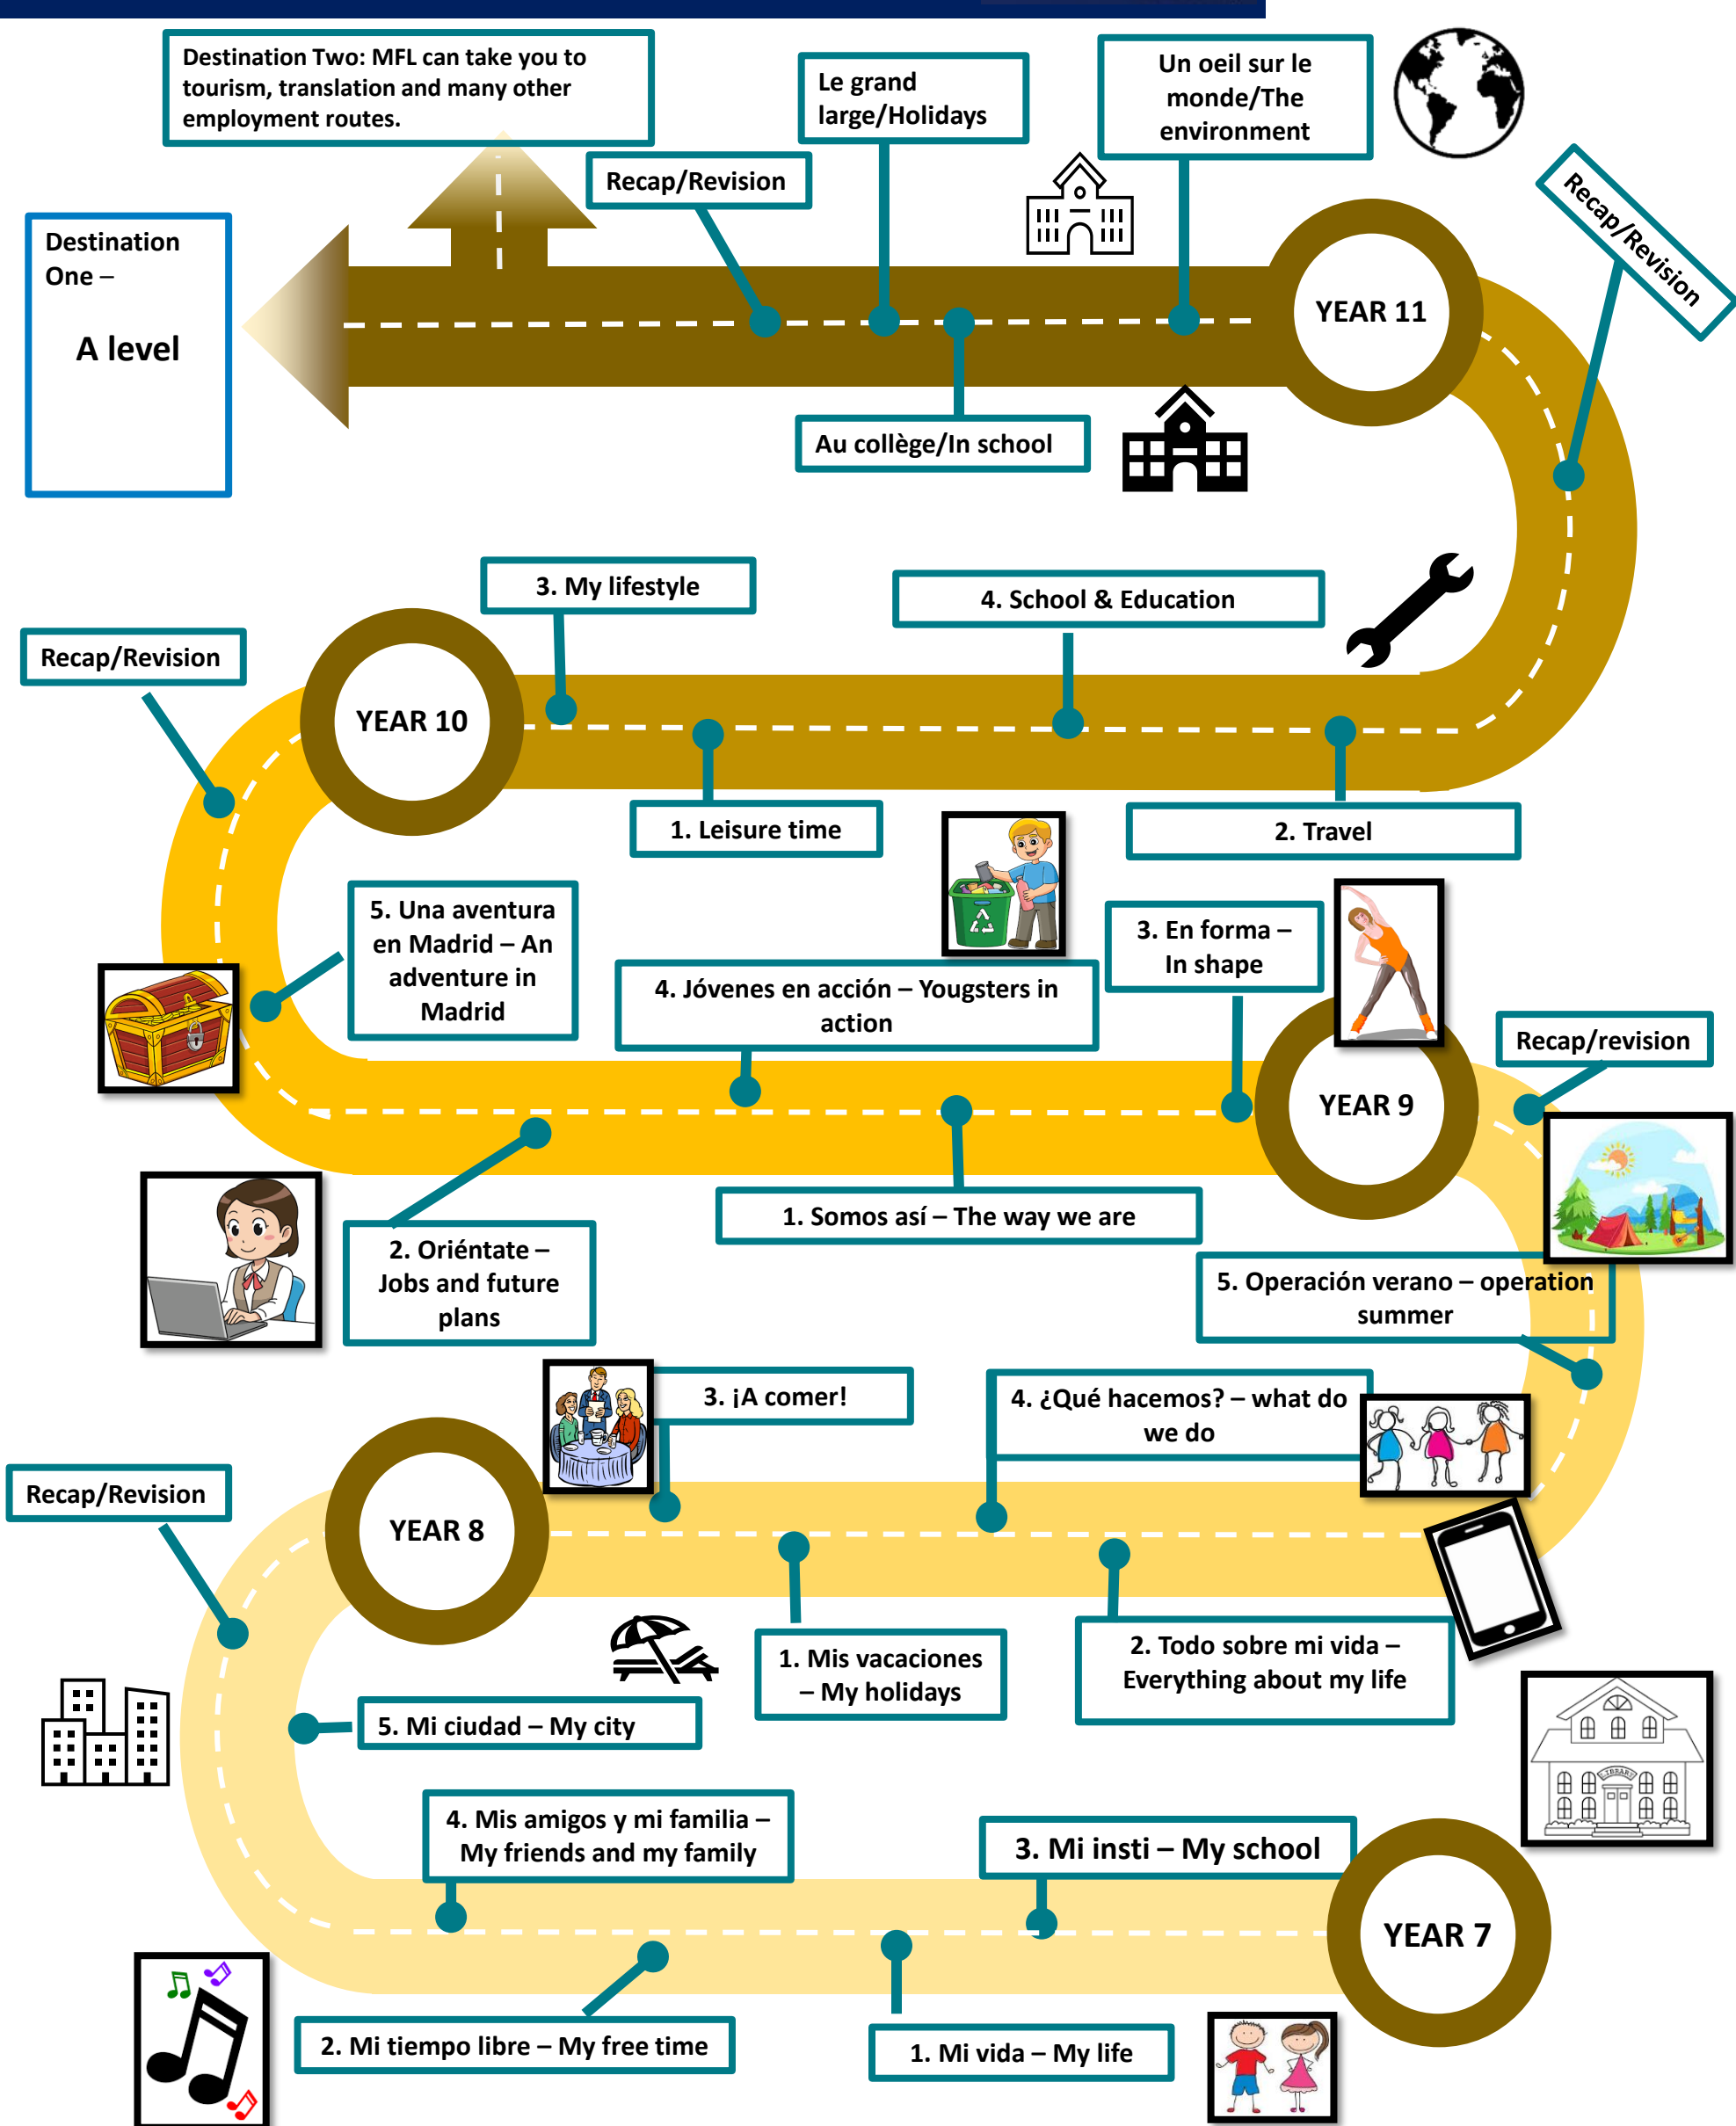 Destination Two: MFL can take you to
tourism, translation and many other
employment routes.
Le grand
large/Holidays
Un oeil sur le
monde/The
environment
Recap/Revision
Recap/Revision
Destination
One –
A level
YEAR 11
Au collège/In school
3. My lifestyle
4. School & Education
Recap/Revision
YEAR 10
1. Leisure time
2. Travel
5. Una aventura
en Madrid – An
adventure in
Madrid
3. En forma –
In shape
4. Jóvenes en acción – Yougsters in
action
Recap/revision
YEAR 9
1. Somos así – The way we are
2. Oriéntate –
Jobs and future
plans
5. Operación verano – operation
summer
3. ¡A comer!
4. ¿Qué hacemos? – what do
we do
Recap/Revision
YEAR 8
1. Mis vacaciones
– My holidays
2. Todo sobre mi vida –
Everything about my life
5. Mi ciudad – My city
LIBRARY
4. Mis amigos y mi familia –
My friends and my family
3. Mi insti – My school
YEAR 7
2. Mi tiempo libre – My free time
1. Mi vida – My life